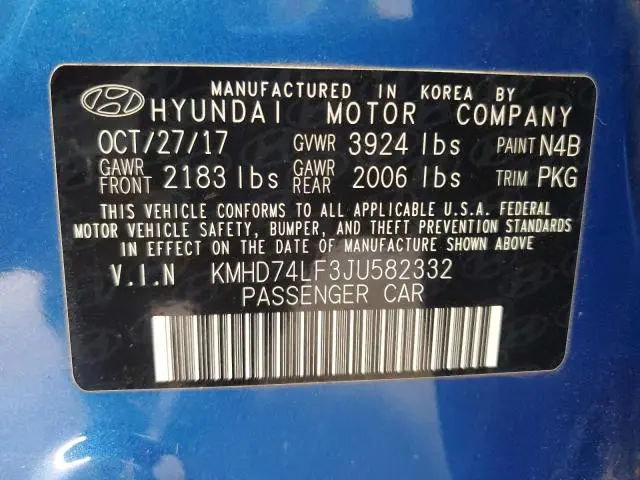 MANUFACTURED IN KOREA BY
HYUNDAI MOTOR COMPANY
OCT/27/17 GVWR 3924 lbs PAINT N4B
GAWR FRONT 2183 lbs GAWR REAR 2006 lbs TRIM PKG
THIS VEHICLE CONFORMS TO ALL APPLICABLE U.S.A. FEDERAL
MOTOR VEHICLE SAFETY, BUMPER, AND THEFT PREVENTION STANDARDS
IN EFFECT ON THE DATE OF MANUFACTURE SHOWN ABOVE.
V.I.N KMHD74LF3JU582332
PASSENGER CAR